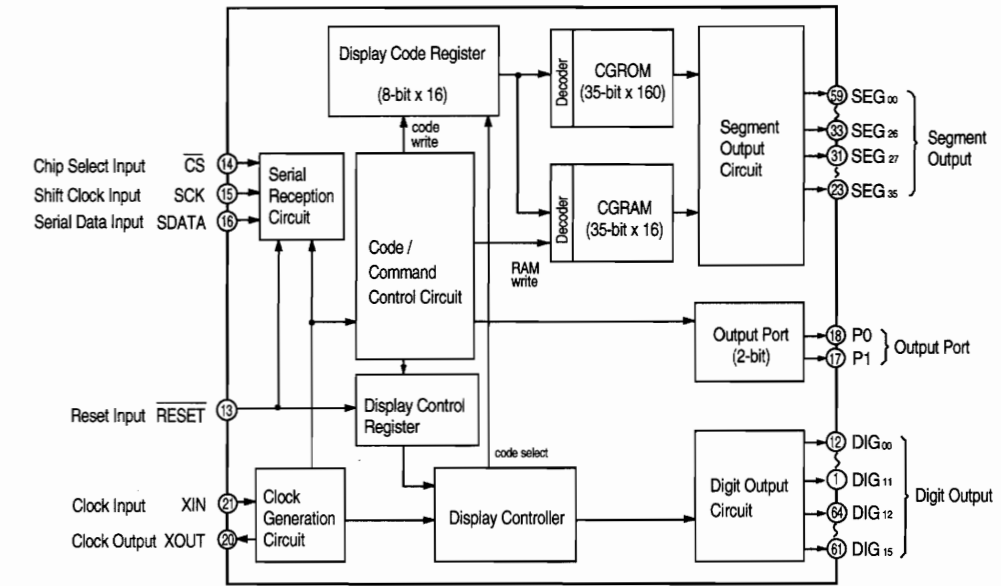 Display Code Register
(8-bit x 16)
code
write
Decoder
CGROM
(35-bit x 160)
Segment
Output
Circuit
59 SEG00
33 SEG26
31 SEG27
23 SEG35
Segment
Output
Chip Select Input CS 14
Shift Clock Input SCK 15
Serial Data Input SDATA 16
Serial
Reception
Circuit
Code /
Command
Control Circuit
Decoder
CGRAM
(35-bit x 16)
RAM
write
Output Port
(2-bit)
18 P0
17 P1
Output Port
Reset Input RESET 13
Display Control
Register
code select
Clock Input XIN 21
Clock Output XOUT 20
Clock
Generation
Circuit
Display Controller
Digit Output
Circuit
12 DIG00
1 DIG11
64 DIG12
61 DIG15
Digit Output